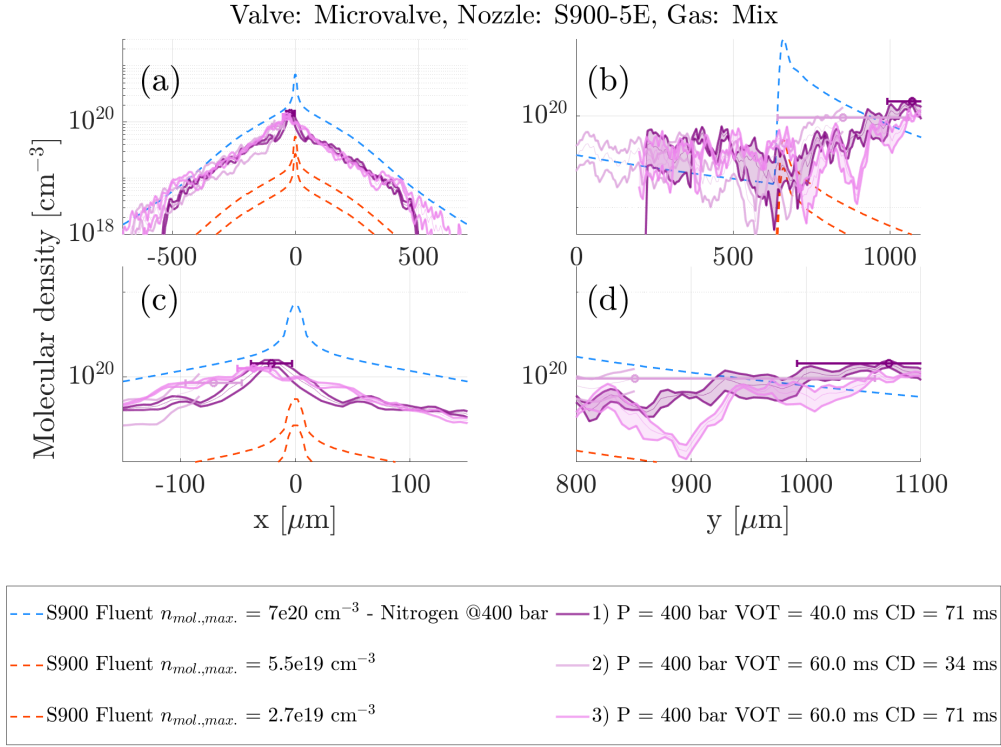 Valve: Microvalve, Nozzle: S900-5E, Gas: Mix
(a)
(b)
10^20
10^18
10^20
-500 0 500
0 500 1000
Molecular density [cm^−3]
(c)
(d)
10^20
10^20
-100 0 100
800 900 1000 1100
x [μm]
y [μm]
S900 Fluent n_mol.,max. = 7e20 cm^−3 - Nitrogen @400 bar
S900 Fluent n_mol.,max. = 5.5e19 cm^−3
S900 Fluent n_mol.,max. = 2.7e19 cm^−3
1) P = 400 bar VOT = 40.0 ms CD = 71 ms
2) P = 400 bar VOT = 60.0 ms CD = 34 ms
3) P = 400 bar VOT = 60.0 ms CD = 71 ms